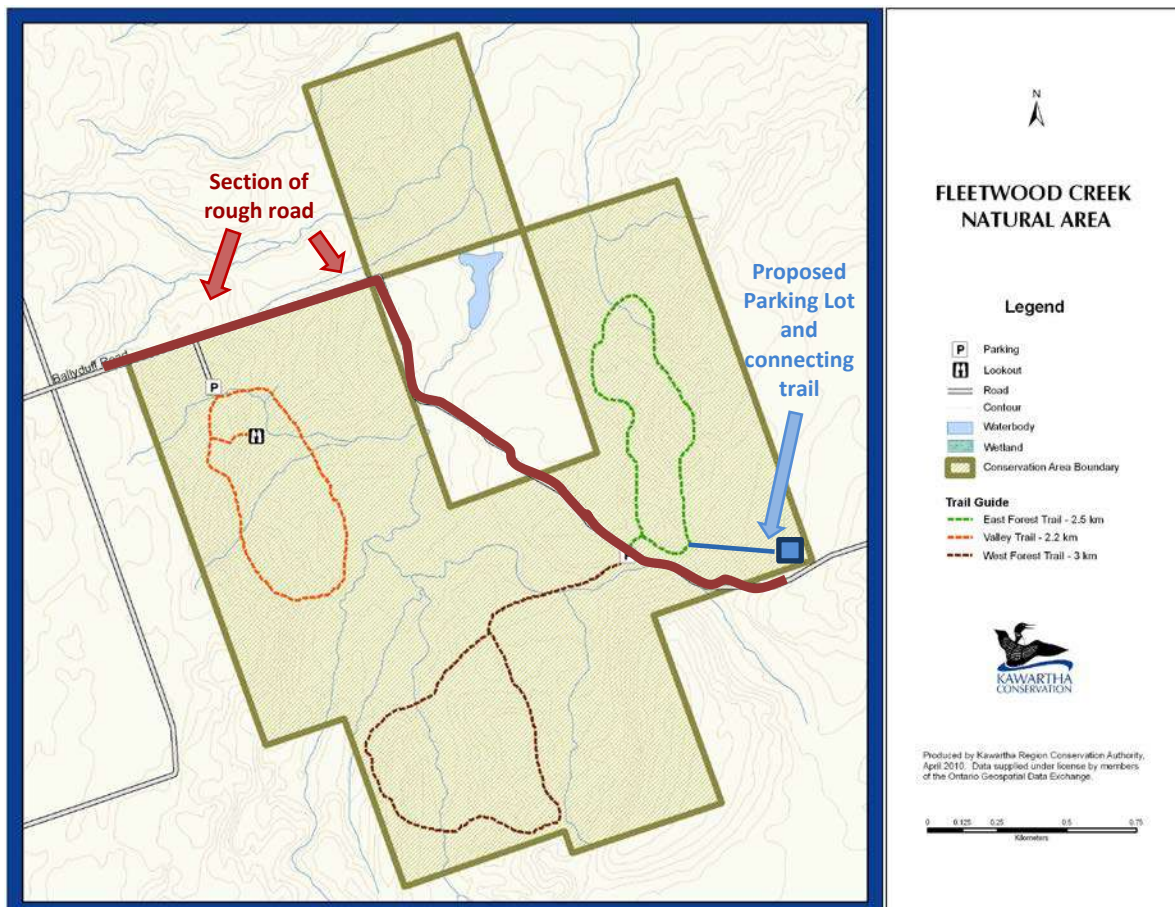 Section of
rough road
Proposed
Parking Lot
and
connecting
trail
Ballyduff Road
P
P
N
FLEETWOOD CREEK
NATURAL AREA
Legend
P Parking
Lookout
Road
Contour
Waterbody
Wetland
Conservation Area Boundary
Trail Guide
East Forest Trail - 2.5 km
Valley Trail - 2.2 km
West Forest Trail - 3 km
KAWARTHA
CONSERVATION
Produced by Kawartha Region Conservation Authority,
April 2010. Data supplied under license by members
of the Ontario Geospatial Data Exchange.
0 0.125 0.25 0.5 0.75
Kilometers